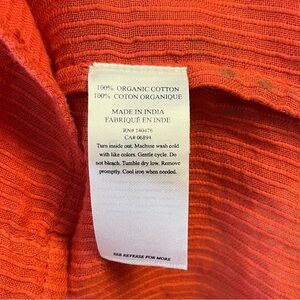 100% ORGANIC COTTON
100% COTON ORGANIQUE
MADE IN INDIA
FABRIQUÉ EN INDE
RN# 140476
CA# 06894
Turn inside out. Machine wash cold
with like colors. Gentle cycle. Do
not bleach. Tumble dry low. Remove
promptly. Cool iron when needed.
SEE REVERSE FOR MORE